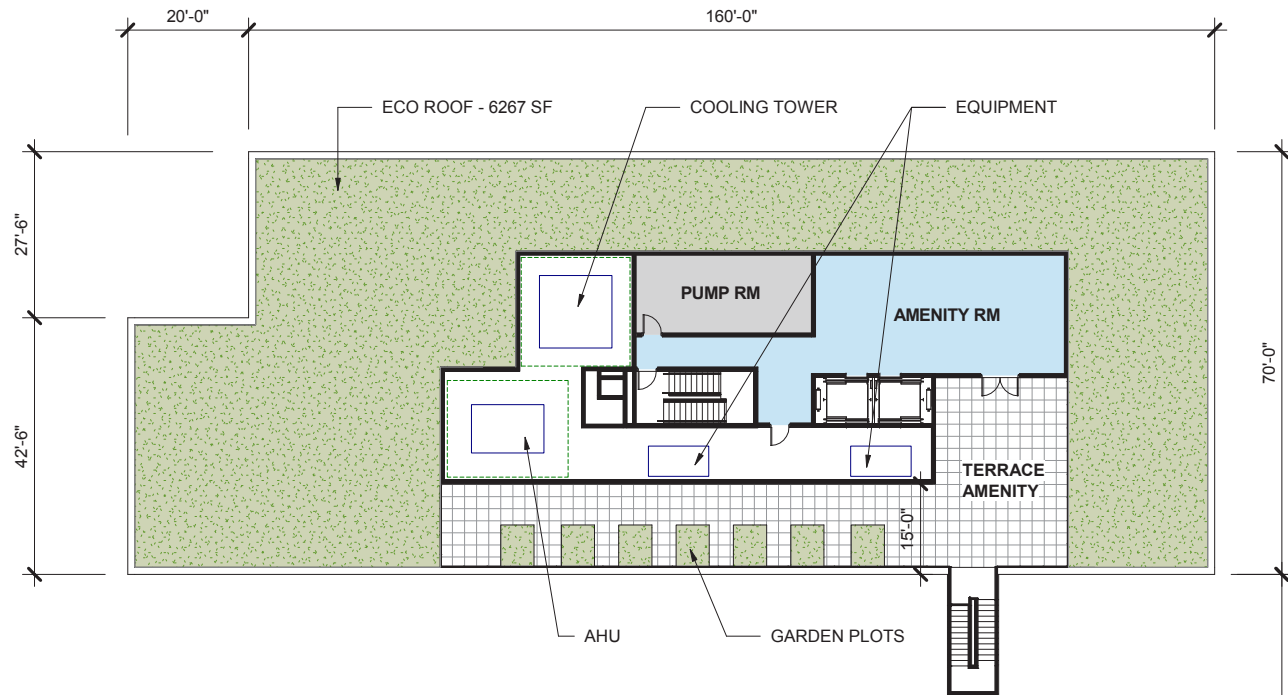 20'-0"
160'-0"
ECO ROOF - 6267 SF
COOLING TOWER
EQUIPMENT
27'-6"
42'-6"
70'-0"
PUMP RM
AMENITY RM
TERRACE
AMENITY
15'-0"
AHU
GARDEN PLOTS